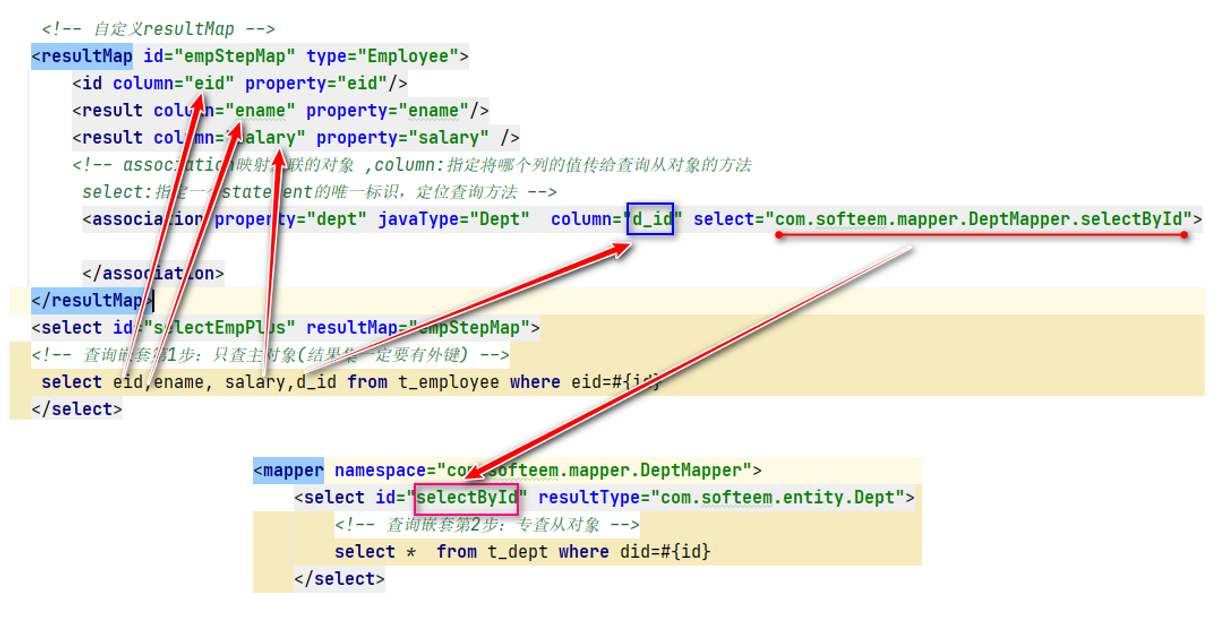 <!-- 自定义resultMap -->
<resultMap id="empStepMap" type="Employee">
<id column="eid" property="eid"/>
<result column="ename" property="ename"/>
<result column="salary" property="salary" />
<!-- association映射关联的对象 ,column:指定将哪个列的值传给查询从对象的方法
select:指定一个statement的唯一标识，定位查询方法 -->
<association property="dept" javaType="Dept"  column="d_id" select="com.softeem.mapper.DeptMapper.selectById">
</association>
</resultMap>
<select id="selectEmpPlus" resultMap="empStepMap">
<!-- 查询嵌套第1步：只查主对象(结果集一定要有外键) -->
select eid,ename, salary,d_id from t_employee where eid=#{id}
</select>
<mapper namespace="com.softeem.mapper.DeptMapper">
<select id="selectById" resultType="com.softeem.entity.Dept">
<!-- 查询嵌套第2步：专查从对象 -->
select *  from t_dept where did=#{id}
</select>